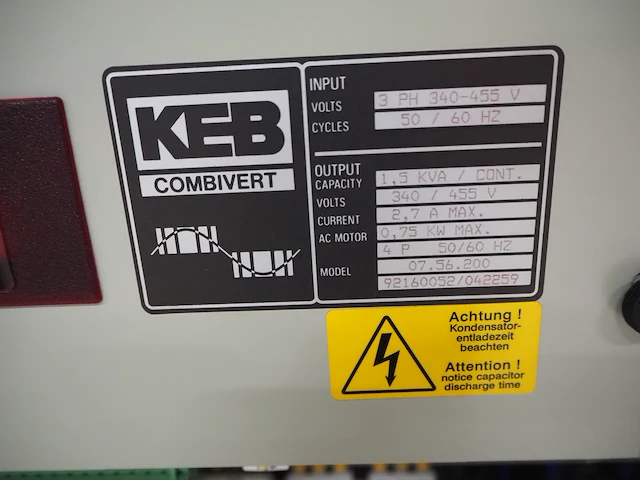 KEB
COMBIVERT
INPUT
VOLTS 3 PH 340-455 V
CYCLES 50 / 60 HZ
OUTPUT
CAPACITY 1,5 KVA / CONT.
VOLTS 340 / 455 V
CURRENT 2,7 A MAX.
AC MOTOR 0,75 KW MAX.
4 P 50/60 HZ
MODEL 07.56.200
92160052/042259
Achtung !
Kondensator-
entladezeit
beachten
Attention !
notice capacitor
discharge time